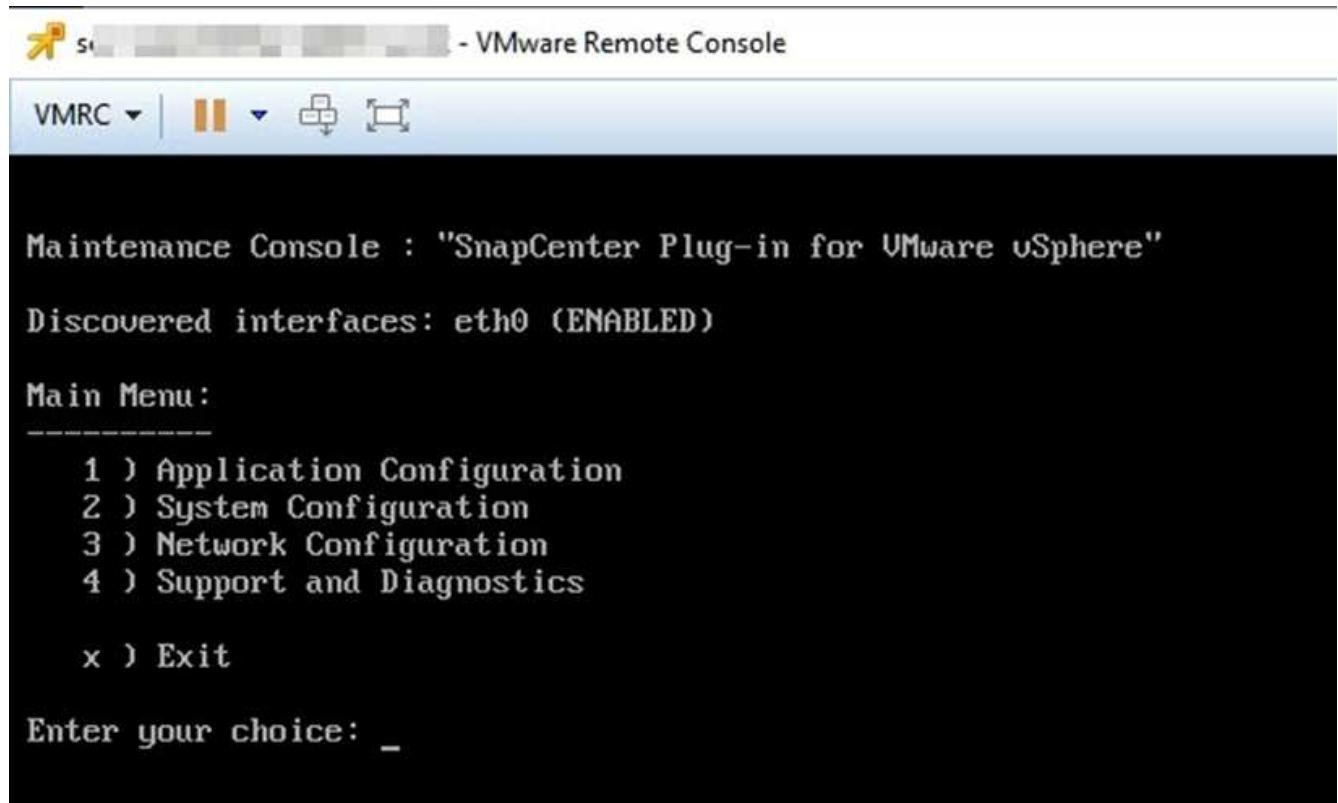 - VMware Remote Console
VMRC
Maintenance Console : "SnapCenter Plug-in for VMware vSphere"
Discovered interfaces: eth0 (ENABLED)
Main Menu:
----------
1 ) Application Configuration
2 ) System Configuration
3 ) Network Configuration
4 ) Support and Diagnostics
x ) Exit
Enter your choice: _